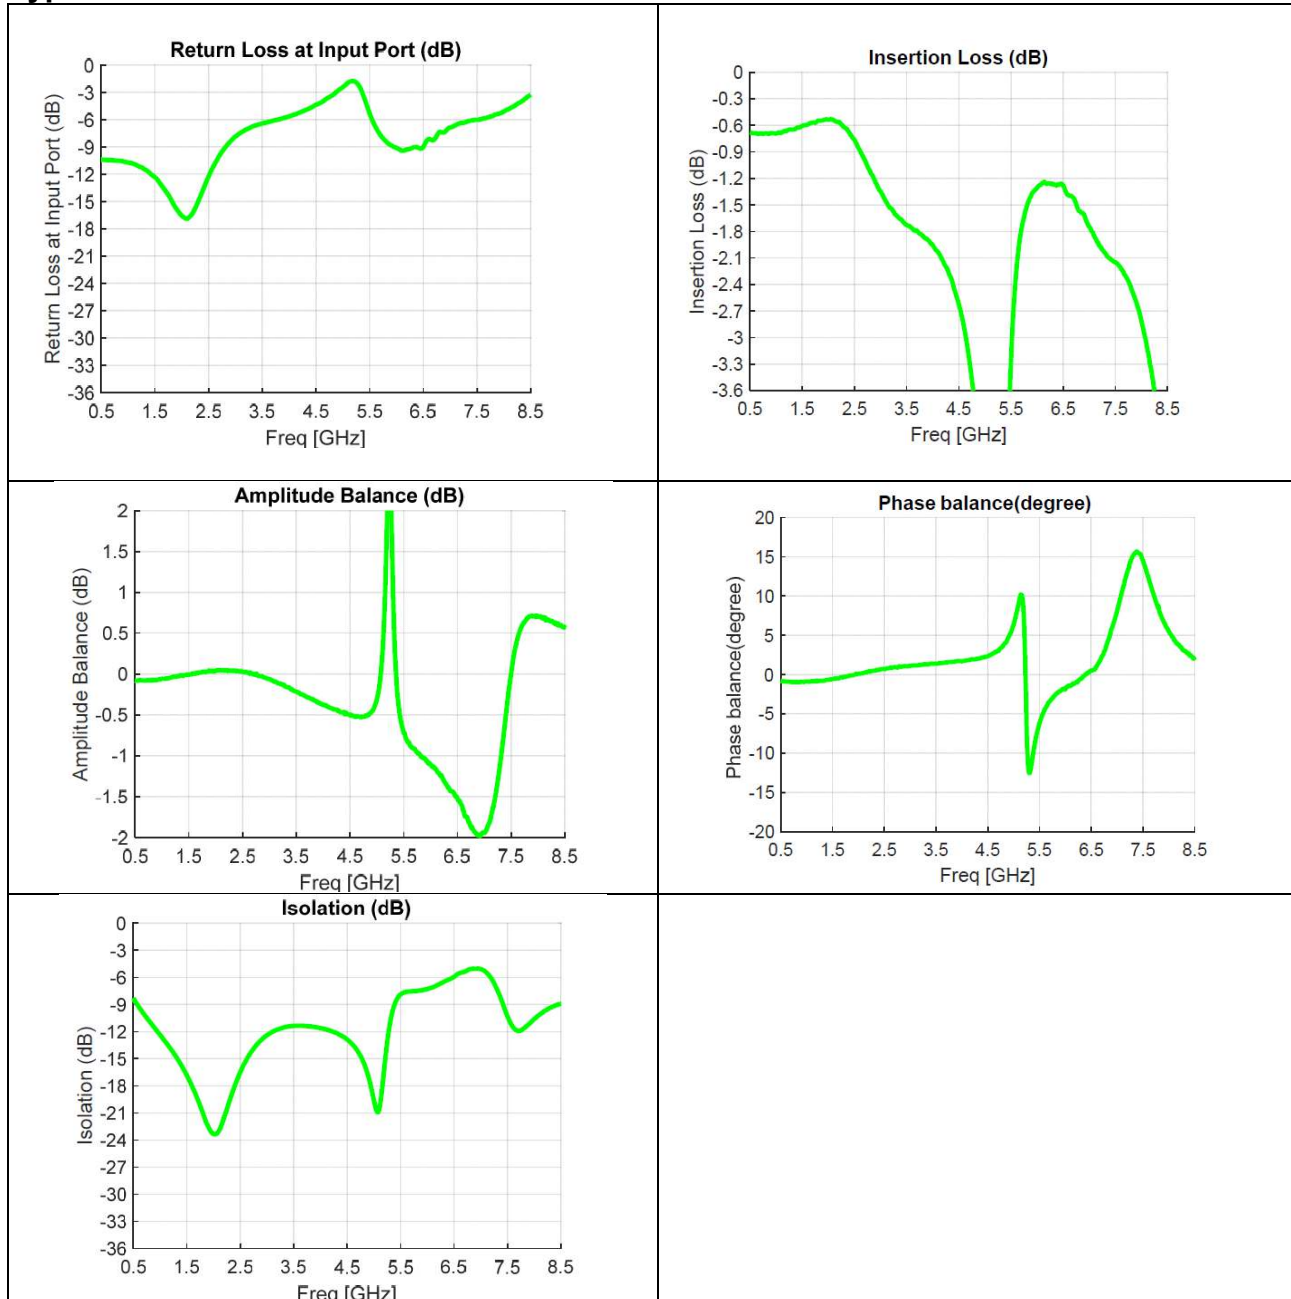 Return Loss at Input Port (dB)
Return Loss at Input Port (dB)
0
-3
-6
-9
-12
-15
-18
-21
-24
-27
-30
-33
-36
0.5 1.5 2.5 3.5 4.5 5.5 6.5 7.5 8.5
Freq [GHz]
Insertion Loss (dB)
Insertion Loss (dB)
0
-0.3
-0.6
-0.9
-1.2
-1.5
-1.8
-2.1
-2.4
-2.7
-3
-3.3
-3.6
0.5 1.5 2.5 3.5 4.5 5.5 6.5 7.5 8.5
Freq [GHz]
Amplitude Balance (dB)
Amplitude Balance (dB)
2
1.5
1
0.5
0
-0.5
-1
-1.5
-2
0.5 1.5 2.5 3.5 4.5 5.5 6.5 7.5 8.5
Freq [GHz]
Phase balance(degree)
Phase balance(degree)
20
15
10
5
0
-5
-10
-15
-20
0.5 1.5 2.5 3.5 4.5 5.5 6.5 7.5 8.5
Freq [GHz]
Isolation (dB)
Isolation (dB)
0
-3
-6
-9
-12
-15
-18
-21
-24
-27
-30
-33
-36
0.5 1.5 2.5 3.5 4.5 5.5 6.5 7.5 8.5
Freq [GHz]